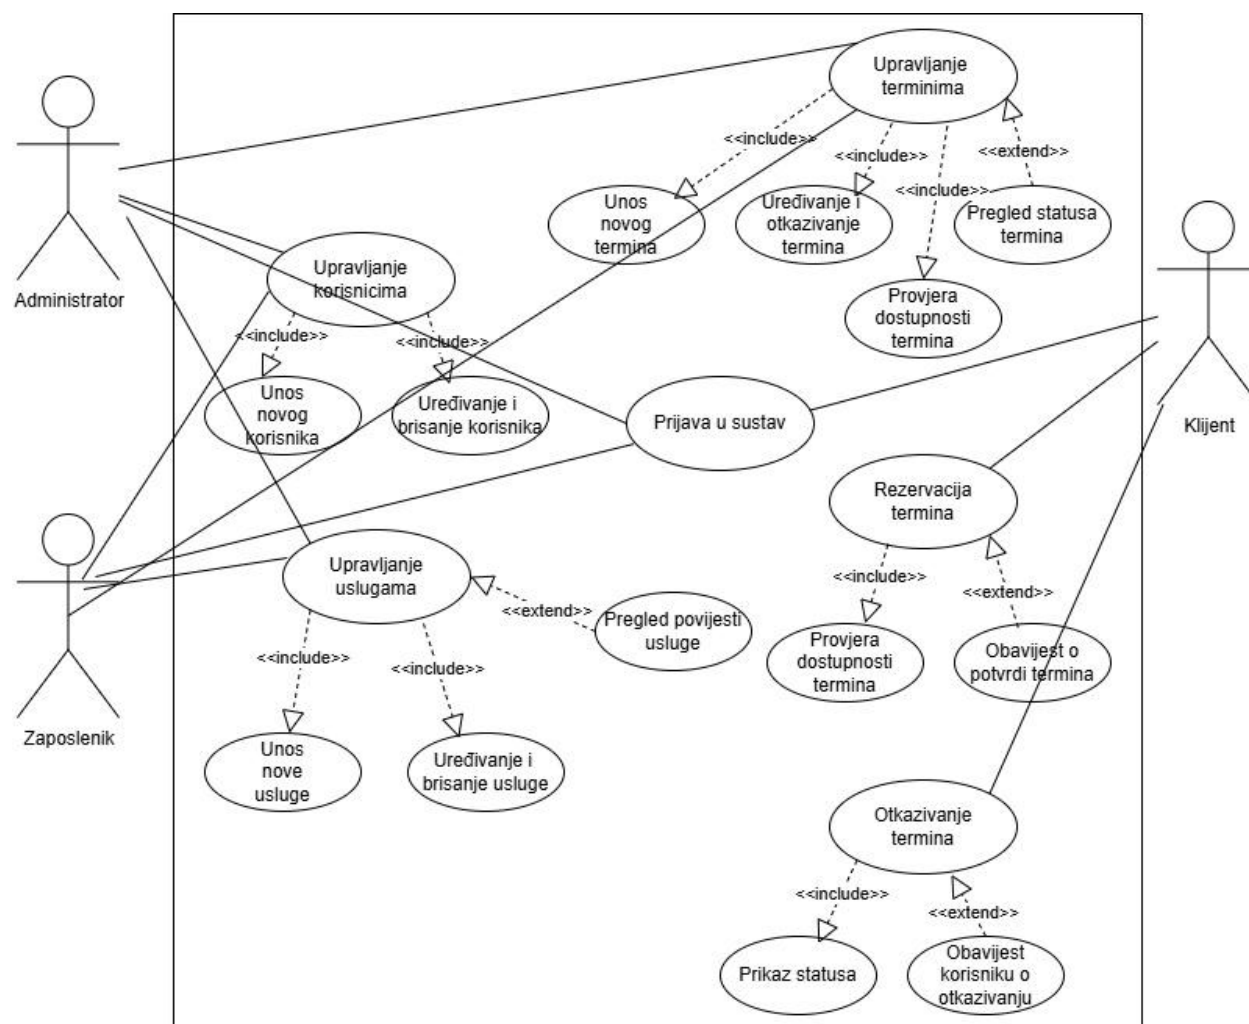 Upravljanje
terminima
<<include>>
<<include>>
<<include>>
<<extend>>
Unos
novog
termina
Uređivanje i
otkazivanje
termina
Pregled statusa
termina
Provjera
dostupnosti
termina
Administrator
Upravljanje
korisnicima
<<include>>
<<include>>
Unos
novog
korisnika
Uređivanje i
brisanje korisnika
Prijava u sustav
Klijent
Rezervacija
termina
<<include>>
<<extend>>
Provjera
dostupnosti
termina
Obavijest o
potvrdi termina
Zaposlenik
Upravljanje
uslugama
<<extend>>
Pregled povijesti
usluge
<<include>>
<<include>>
Unos
nove
usluge
Uređivanje i
brisanje usluge
Otkazivanje
termina
<<include>>
<<extend>>
Prikaz statusa
Obavijest
korisniku o
otkazivanju